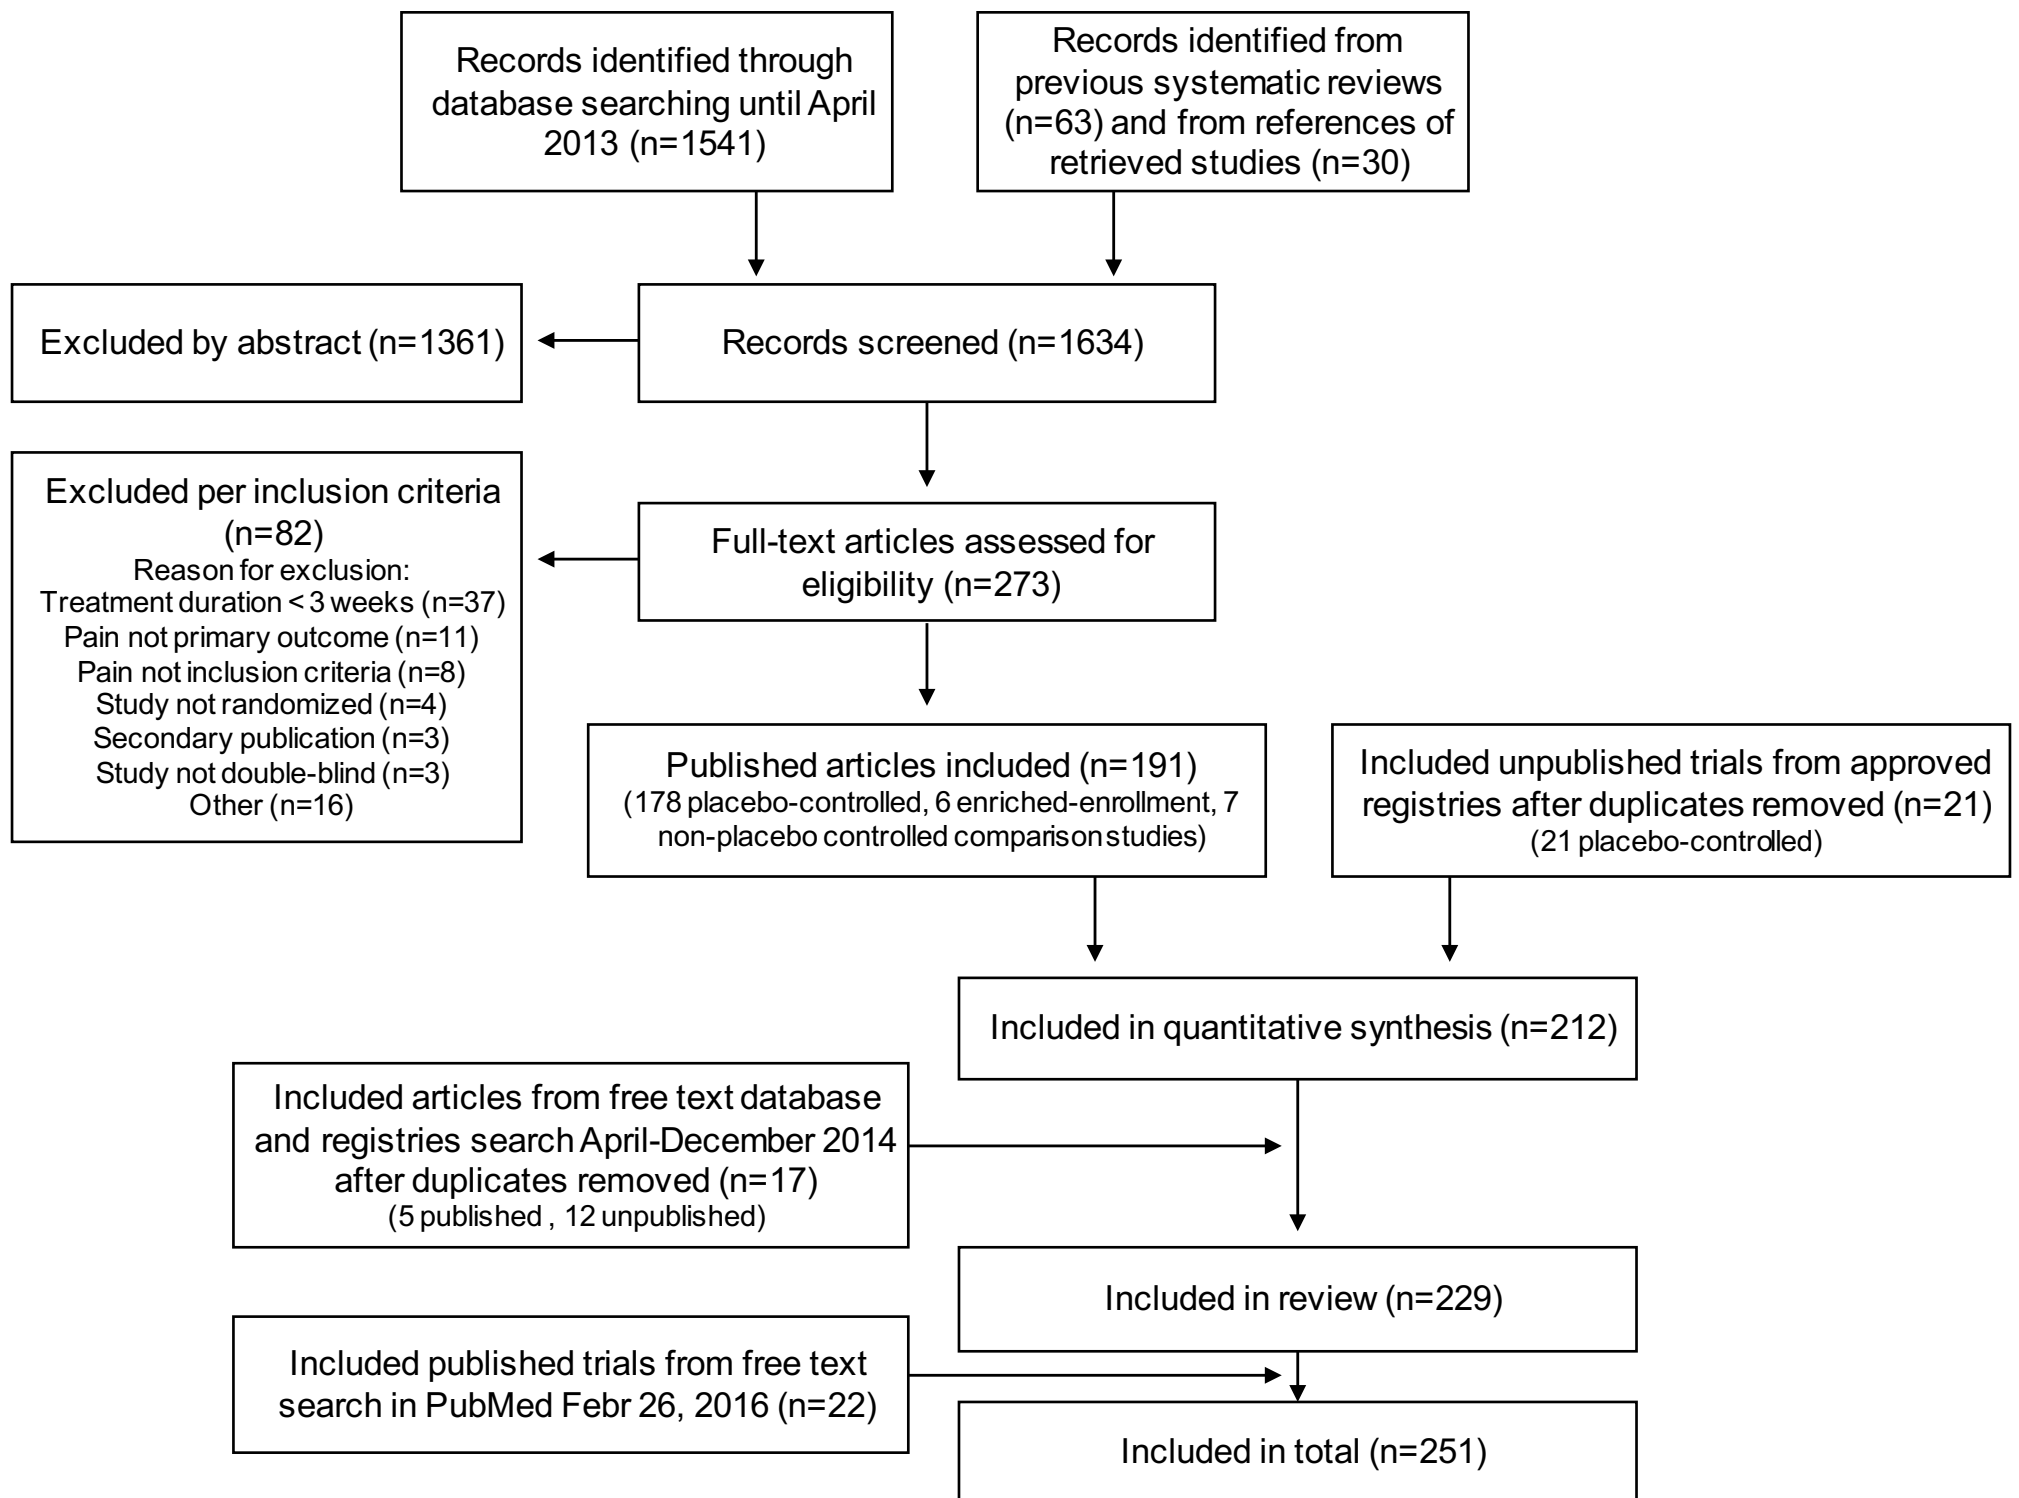 Records identified through
database searching until April
2013 (n=1541)
Records identified from
previous systematic reviews
(n=63) and from references of
retrieved studies (n=30)
Excluded by abstract (n=1361)
Records screened (n=1634)
Excluded per inclusion criteria
(n=82)
Reason for exclusion:
Treatment duration < 3 weeks (n=37)
Pain not primary outcome (n=11)
Pain not inclusion criteria (n=8)
Study not randomized (n=4)
Secondary publication (n=3)
Study not double-blind (n=3)
Other (n=16)
Full-text articles assessed for
eligibility (n=273)
Published articles included (n=191)
(178 placebo-controlled, 6 enriched-enrollment, 7
non-placebo controlled comparison studies)
Included unpublished trials from approved
registries after duplicates removed (n=21)
(21 placebo-controlled)
Included in quantitative synthesis (n=212)
Included articles from free text database
and registries search April-December 2014
after duplicates removed (n=17)
(5 published , 12 unpublished)
Included in review (n=229)
Included published trials from free text
search in PubMed Febr 26, 2016 (n=22)
Included in total (n=251)